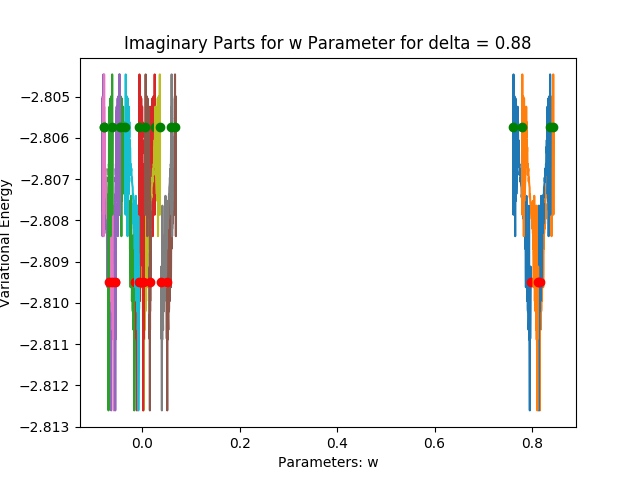 Imaginary Parts for w Parameter for delta = 0.88
Variational Energy
−2.805
−2.806
−2.807
−2.808
−2.809
−2.810
−2.811
−2.812
−2.813
0.0 0.2 0.4 0.6 0.8
Parameters: w